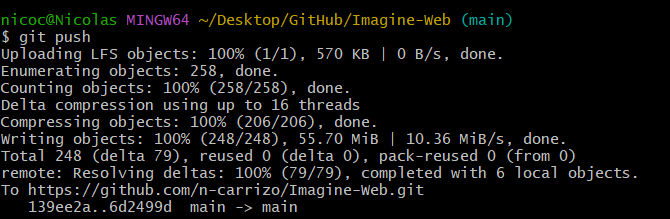 nicoc@Nicolas MINGW64 ~/Desktop/GitHub/Imagine-Web (main)
$ git push
Uploading LFS objects: 100% (1/1), 570 KB | 0 B/s, done.
Enumerating objects: 258, done.
Counting objects: 100% (258/258), done.
Delta compression using up to 16 threads
Compressing objects: 100% (206/206), done.
Writing objects: 100% (248/248), 55.70 MiB | 10.36 MiB/s, done.
Total 248 (delta 79), reused 0 (delta 0), pack-reused 0 (from 0)
remote: Resolving deltas: 100% (79/79), completed with 6 local objects.
To https://github.com/n-carrizo/Imagine-Web.git
   139ee2a..6d2499d  main -> main